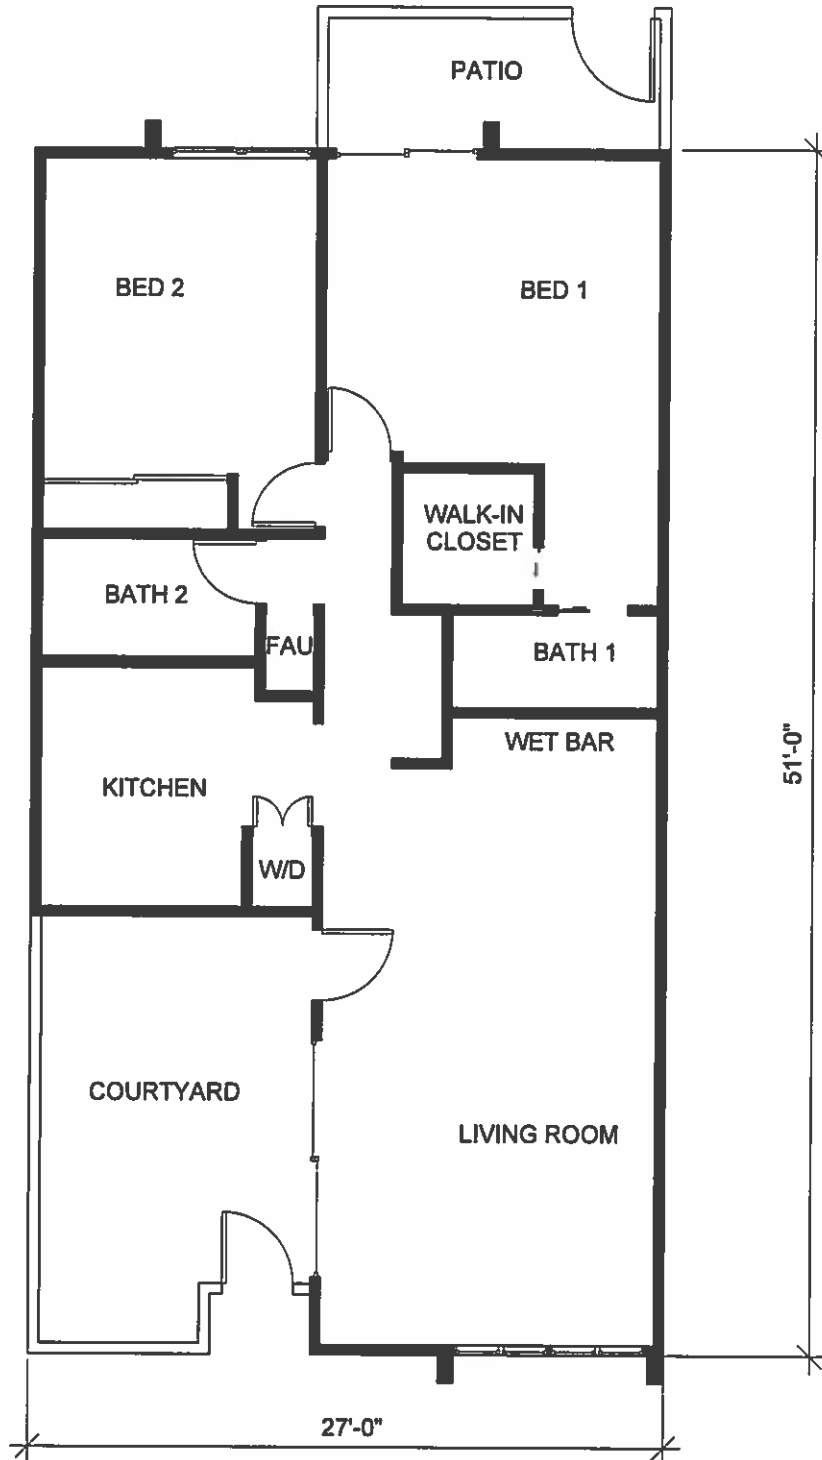 PATIO
BED 2
BED 1
WALK-IN
CLOSET
BATH 2
FAU
BATH 1
WET BAR
51'-0"
KITCHEN
W/D
COURTYARD
LIVING ROOM
27'-0"